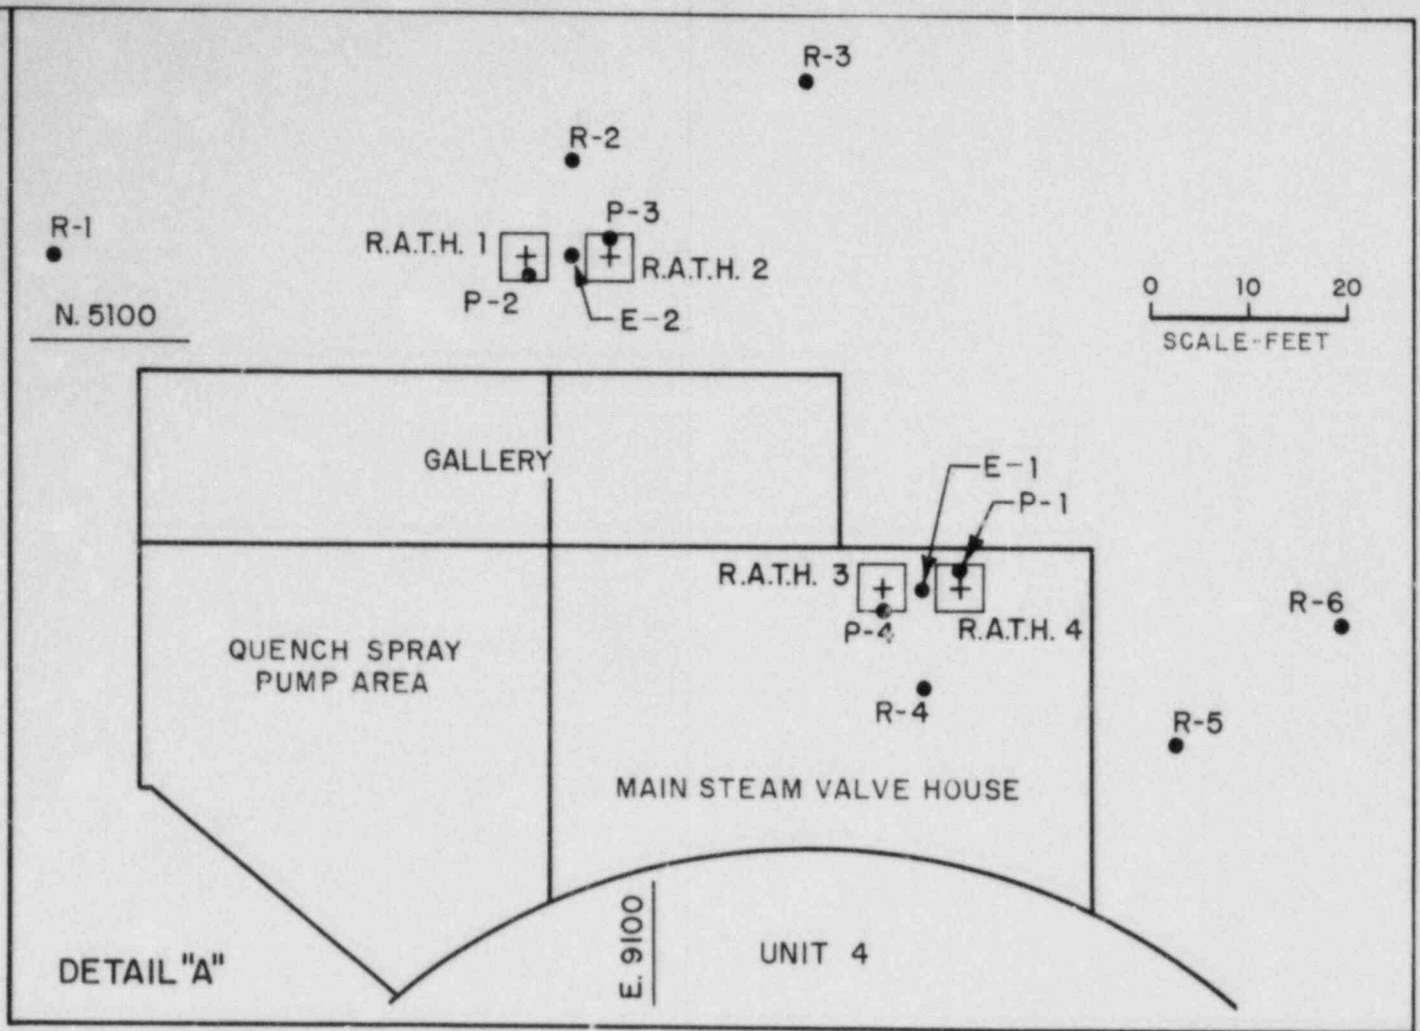 R-3
R-2
R-1
P-3
R.A.T.H. 1
R.A.T.H. 2
P-2
E-2
N. 5100
0 10 20
SCALE-FEET
GALLERY
E-1
P-1
R.A.T.H. 3
P-4
R.A.T.H. 4
R-6
QUENCH SPRAY
PUMP AREA
R-4
R-5
MAIN STEAM VALVE HOUSE
E. 9100
UNIT 4
DETAIL "A"